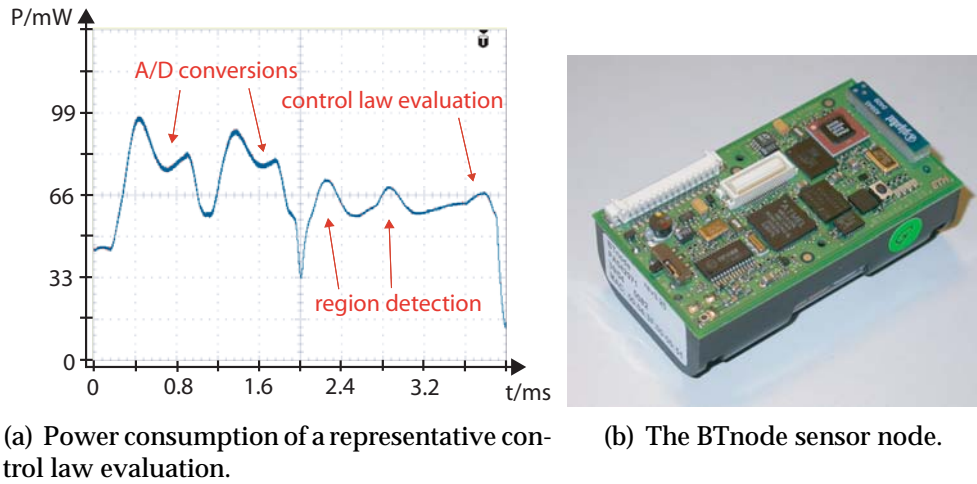 P/mW
A/D conversions
control law evaluation
99
66
33
region detection
0
0 0.8 1.6 2.4 3.2 t/ms
(a) Power consumption of a representative con-
trol law evaluation.
(b) The BTnode sensor node.